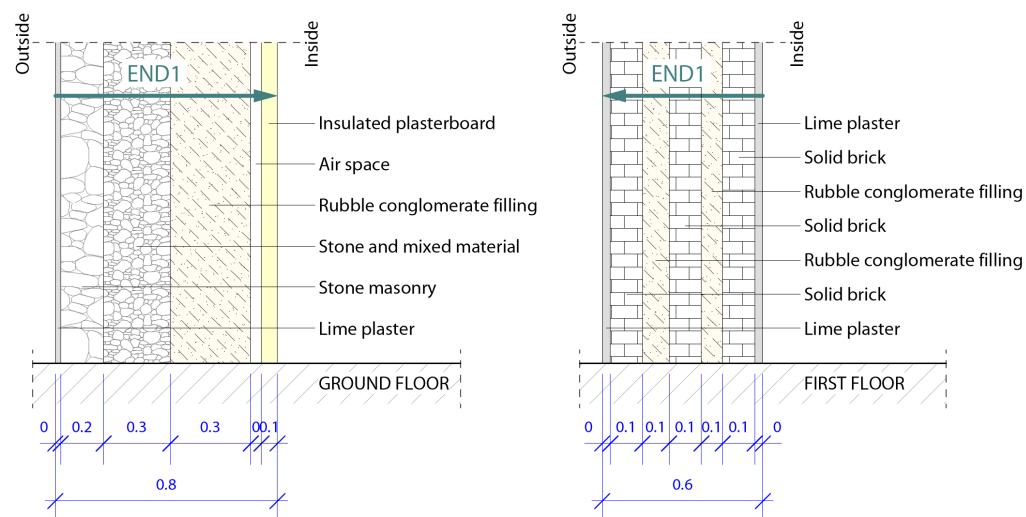 Outside
Inside
END1
Insulated plasterboard
Air space
Rubble conglomerate filling
Stone and mixed material
Stone masonry
Lime plaster
GROUND FLOOR
0 0.2 0.3 0.3 0 0.1
0.8
Outside
Inside
END1
Lime plaster
Solid brick
Rubble conglomerate filling
Solid brick
Rubble conglomerate filling
Solid brick
Lime plaster
FIRST FLOOR
0 0.1 0.1 0.1 0.1 0.1 0
0.6